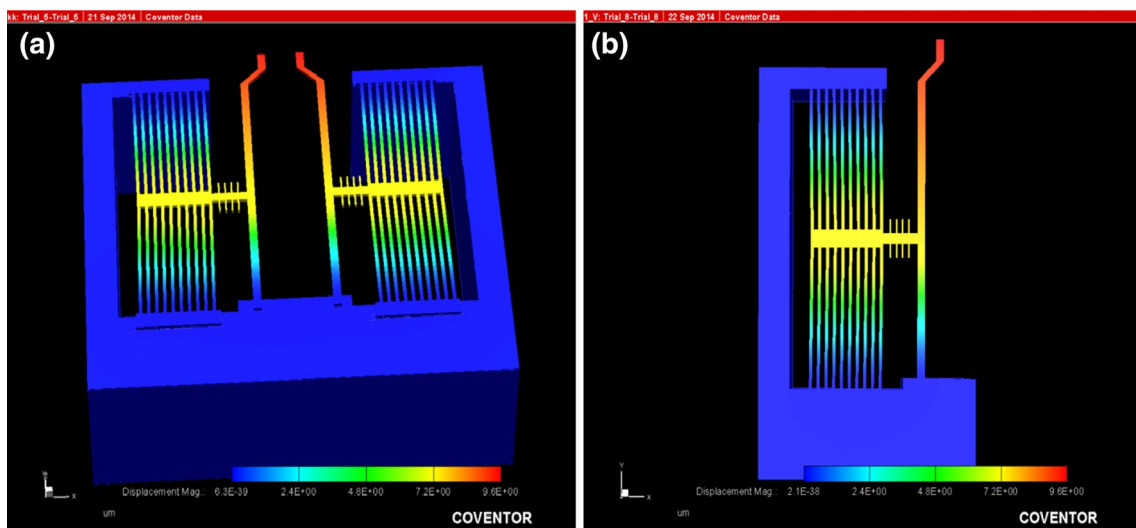 kk: Trial_5-Trial_5 | 21 Sep 2014 | Coventor Data
(a)
Displacement Mag.: 6.3E-39 2.4E+00 4.8E+00 7.2E+00 9.6E+00
um
COVENTOR
Y
X
1_V: Trial_8-Trial_8 | 22 Sep 2014 | Coventor Data
(b)
Y
X
Displacement Mag.: 2.1E-38 2.4E+00 4.8E+00 7.2E+00 9.6E+00
um
COVENTOR